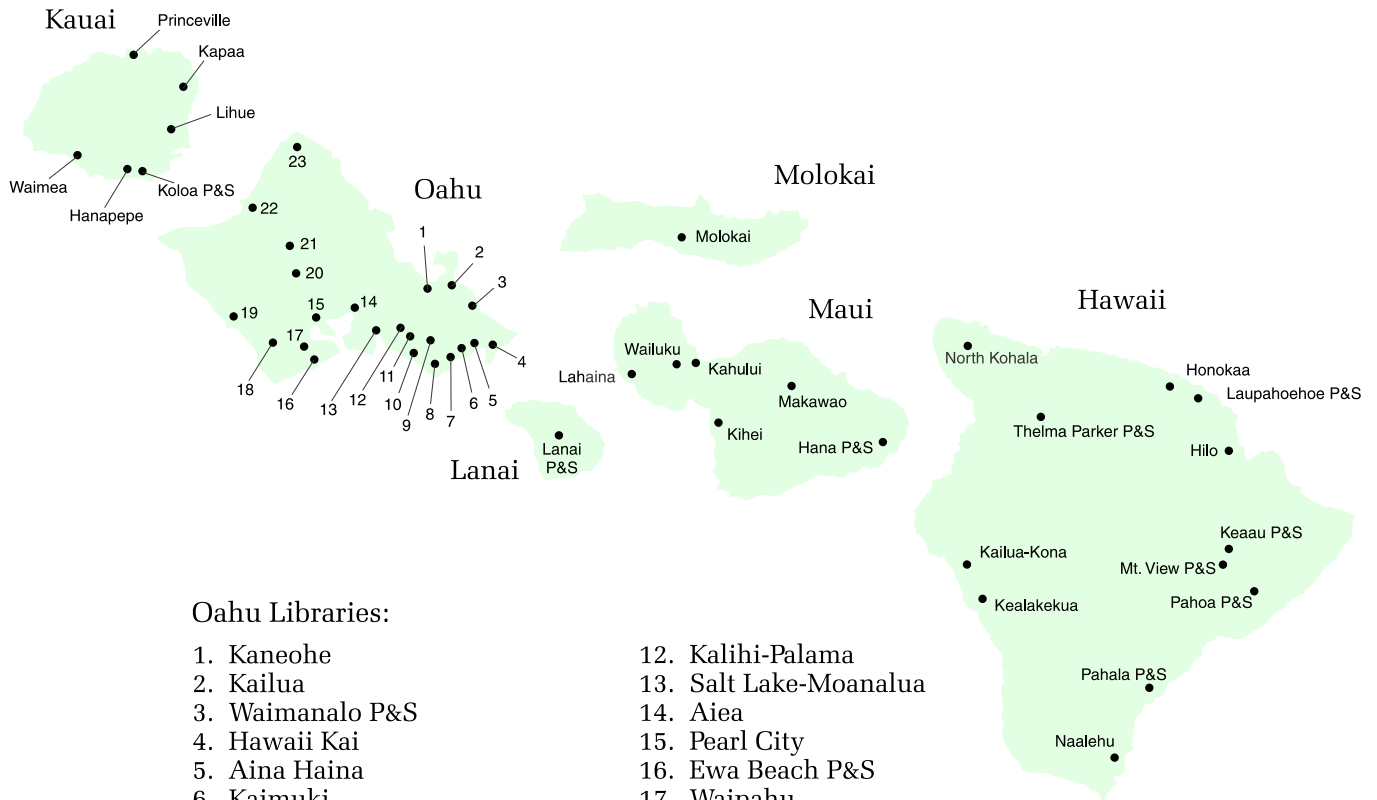 Kauai
Princeville
Kapaa
Lihue
Waimea
Hanapepe
Koloa P&S
Oahu
23
22
21
20
19
15
14
17
18
16
13
12
11
10
9
8
7
6
5
4
1
2
3
Molokai
Molokai
Lanai
Lanai
P&S
Maui
Wailuku
Kahului
Lahaina
Makawao
Kihei
Hana P&S
Hawaii
North Kohala
Honokaa
Laupahoehoe P&S
Thelma Parker P&S
Hilo
Keaau P&S
Kailua-Kona
Mt. View P&S
Kealakekua
Pahoa P&S
Pahala P&S
Naalehu
Oahu Libraries:
1. Kaneohe
2. Kailua
3. Waimanalo P&S
4. Hawaii Kai
5. Aina Haina
6. Kaimuki
12. Kalihi-Palama
13. Salt Lake-Moanalua
14. Aiea
15. Pearl City
16. Ewa Beach P&S
17. Waipahu